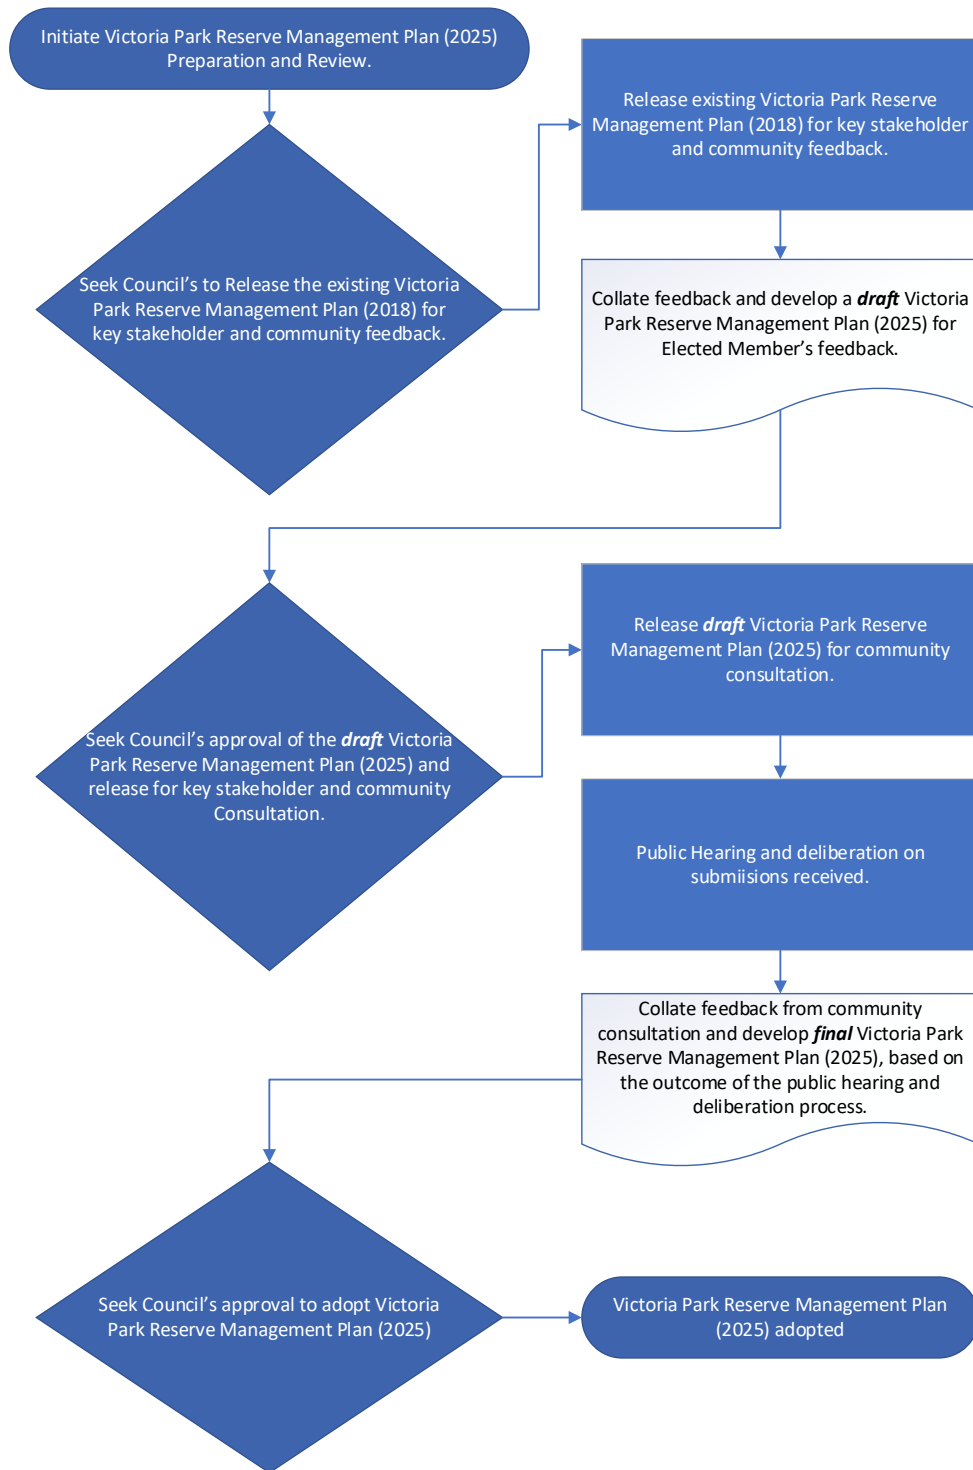 Initiate Victoria Park Reserve Management Plan (2025)
Preparation and Review.
Seek Council's to Release the existing Victoria
Park Reserve Management Plan (2018) for
key stakeholder and community feedback.
Release existing Victoria Park Reserve
Management Plan (2018) for key stakeholder
and community feedback.
Collate feedback and develop a draft Victoria
Park Reserve Management Plan (2025) for
Elected Member's feedback.
Seek Council's approval of the draft Victoria
Park Reserve Management Plan (2025) and
release for key stakeholder and community
Consultation.
Release draft Victoria Park Reserve
Management Plan (2025) for community
consultation.
Public Hearing and deliberation on
submiisions received.
Collate feedback from community
consultation and develop final Victoria Park
Reserve Management Plan (2025), based on
the outcome of the public hearing and
deliberation process.
Seek Council's approval to adopt Victoria
Park Reserve Management Plan (2025)
Victoria Park Reserve Management Plan
(2025) adopted